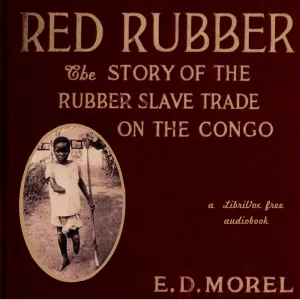 RED RUBBER
The STORY OF THE
RUBBER SLAVE TRADE
ON THE CONGO
a LibriVox free
audiobook
E.D.MOREL